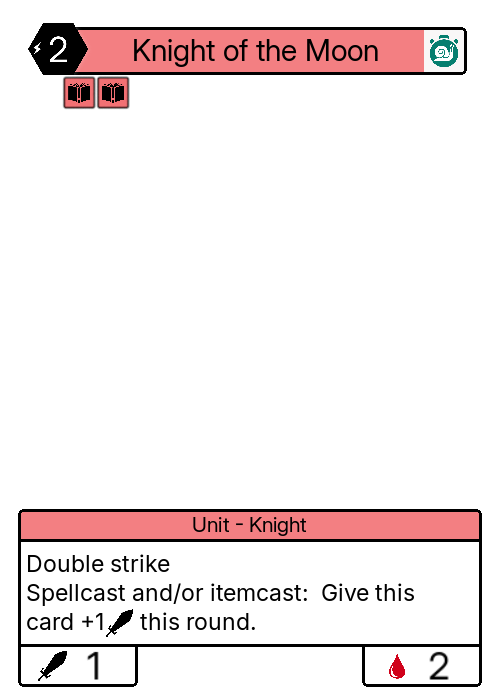 2 Knight of the Moon
Unit - Knight
Double strike
Spellcast and/or itemcast: Give this
card +1 this round.
1 2